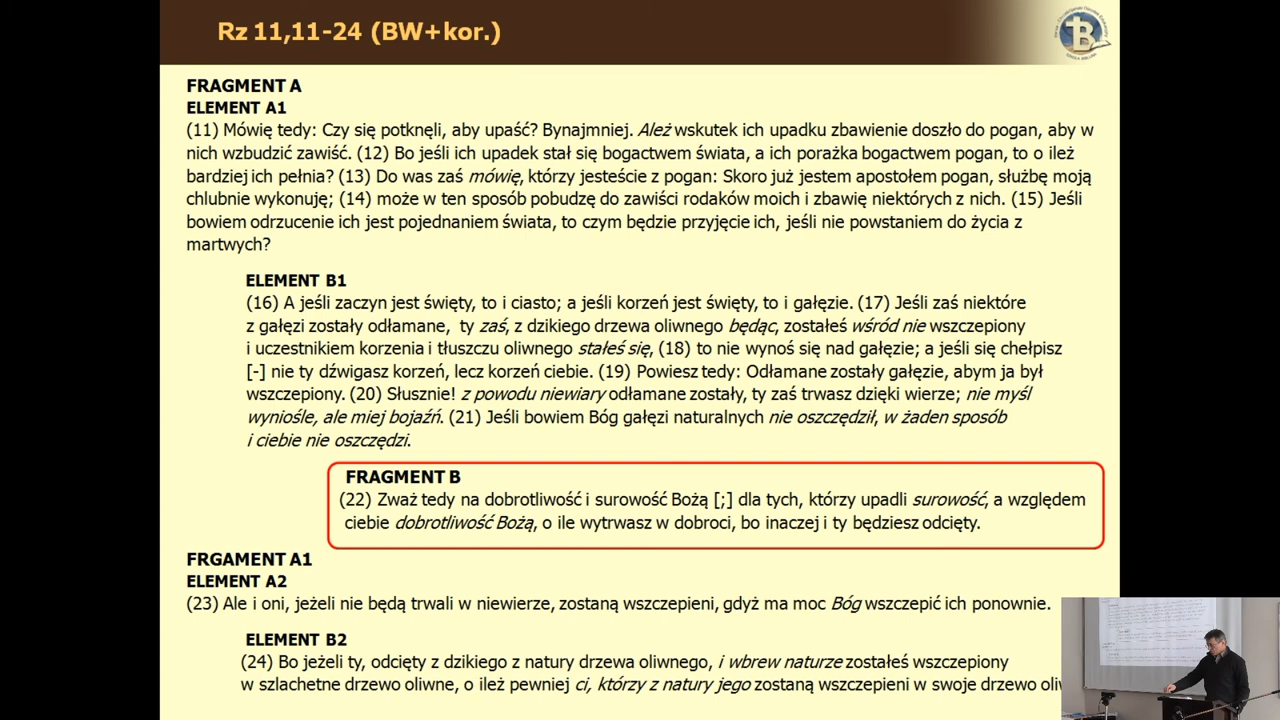 Rz 11,11-24 (BW+kor.)
FRAGMENT A
ELEMENT A1
(11) Mówię tedy: Czy się potknęli, aby upaść? Bynajmniej. Ależ wskutek ich upadku zbawienie doszło do pogan, aby w
nich wzbudzić zawiść. (12) Bo jeśli ich upadek stał się bogactwem świata, a ich porażka bogactwem pogan, to o ileż
bardziej ich pełnia? (13) Do was zaś mówię, którzy jesteście z pogan: Skoro już jestem apostołem pogan, służbę moją
chlubnie wykonuję; (14) może w ten sposób pobudzę do zawiści rodaków moich i zbawię niektórych z nich. (15) Jeśli
bowiem odrzucenie ich jest pojednaniem świata, to czym będzie przyjęcie ich, jeśli nie powstaniem do życia z
martwych?
ELEMENT B1
(16) A jeśli zaczyn jest święty, to i ciasto; a jeśli korzeń jest święty, to i gałęzie. (17) Jeśli zaś niektóre
z gałęzi zostały odłamane, ty zaś, z dzikiego drzewa oliwnego będąc, zostałeś wśród nie wszczepiony
i uczestnikiem korzenia i tłuszczu oliwnego stałeś się, (18) to nie wynoś się nad gałęzie; a jeśli się chełpisz
[-] nie ty dźwigasz korzeń, lecz korzeń ciebie. (19) Powiesz tedy: Odłamane zostały gałęzie, abym ja był
wszczepiony. (20) Słusznie! z powodu niewiary odłamane zostały, ty zaś trwasz dzięki wierze; nie myśl
wyniośle, ale miej bojaźń. (21) Jeśli bowiem Bóg gałęzi naturalnych nie oszczędził, w żaden sposób
i ciebie nie oszczędzi.
FRAGMENT B
(22) Zważ tedy na dobrotliwość i surowość Bożą [;] dla tych, którzy upadli surowość, a względem
ciebie dobrotliwość Bożą, o ile wytrwasz w dobroci, bo inaczej i ty będziesz odcięty.
FRGAMENT A1
ELEMENT A2
(23) Ale i oni, jeżeli nie będą trwali w niewierze, zostaną wszczepieni, gdyż ma moc Bóg wszczepić ich ponownie.
ELEMENT B2
(24) Bo jeżeli ty, odcięty z dzikiego z natury drzewa oliwnego, i wbrew naturze zostałeś wszczepiony
w szlachetne drzewo oliwne, o ileż pewniej ci, którzy z natury jego zostaną wszczepieni w swoje drzewo